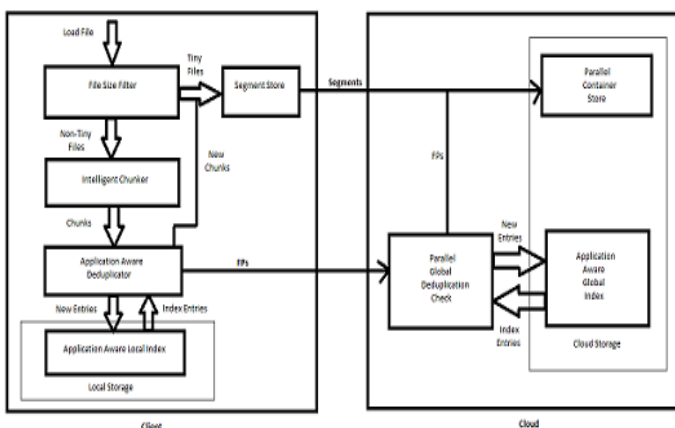 Load File
File Size Filter
Tiny
Files
Segment Store
Segments
Parallel
Container
Store
Non-Tiny
Files
New
Chunks
FPs
Intelligent Chunker
Chunks
Application Aware
Deduplicator
FPs
Parallel
Global
Deduplication
Check
New
Entries
Application
Aware
Global
Index
Index
Entries
New Entries
Index Entries
Application Aware Local Index
Local Storage
Cloud Storage
Client
Cloud